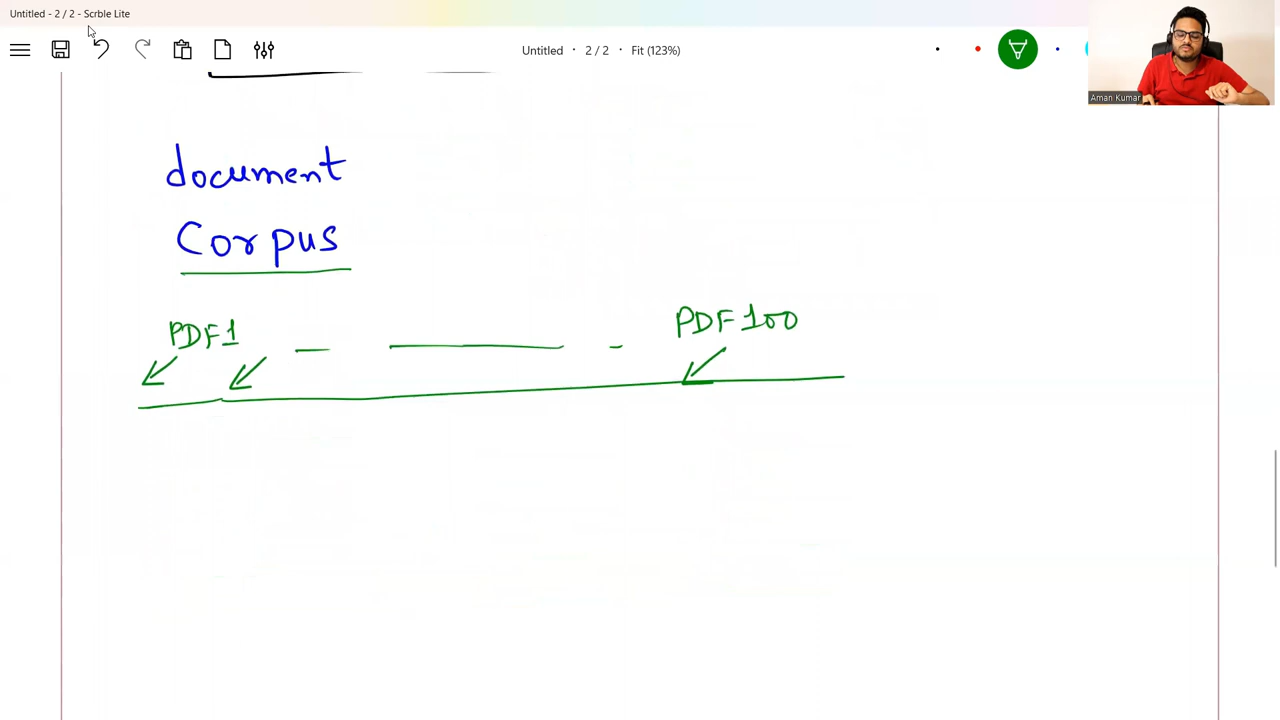 Untitled - 2 / 2 - Scrble Lite
Untitled · 2 / 2 · Fit (123%)
Aman Kumar
document
Corpus
PDF1 — — - PDF100